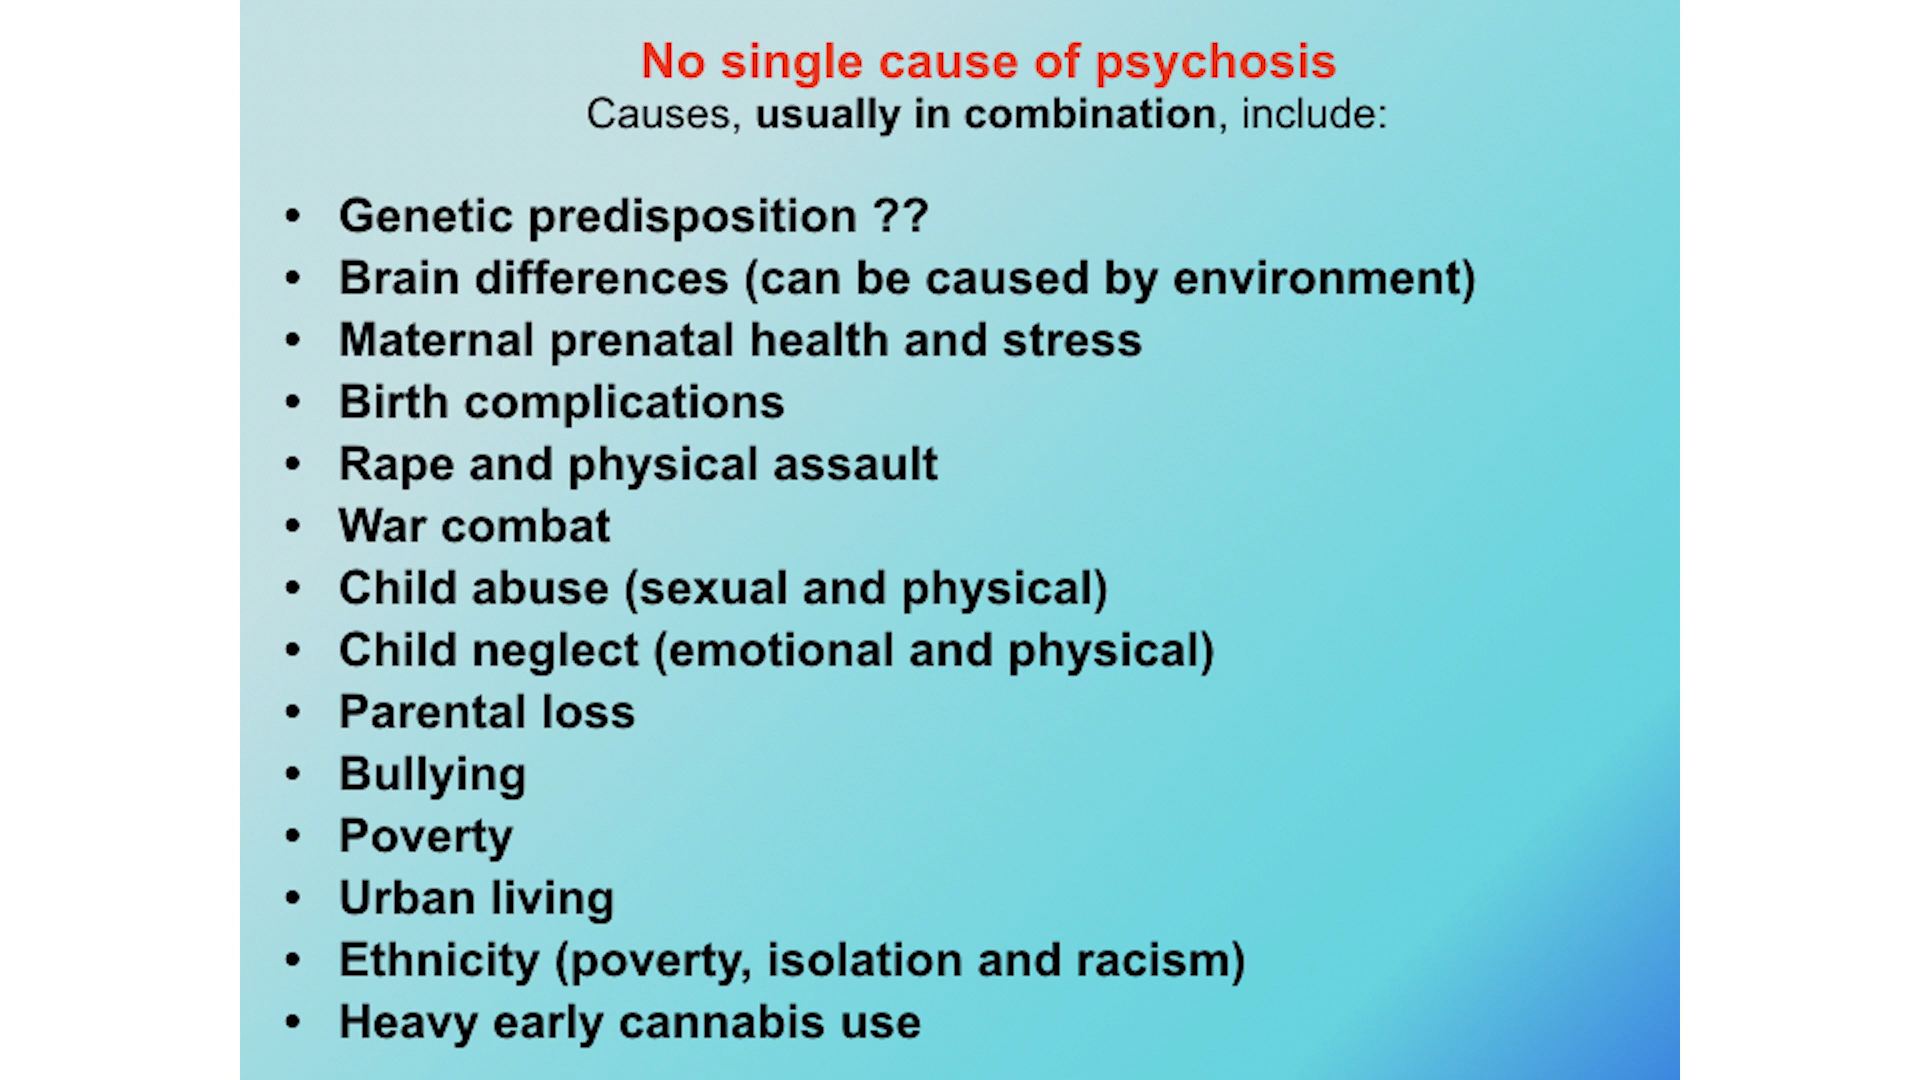 No single cause of psychosis
Causes, usually in combination, include:
• Genetic predisposition ??
• Brain differences (can be caused by environment)
• Maternal prenatal health and stress
• Birth complications
• Rape and physical assault
• War combat
• Child abuse (sexual and physical)
• Child neglect (emotional and physical)
• Parental loss
• Bullying
• Poverty
• Urban living
• Ethnicity (poverty, isolation and racism)
• Heavy early cannabis use